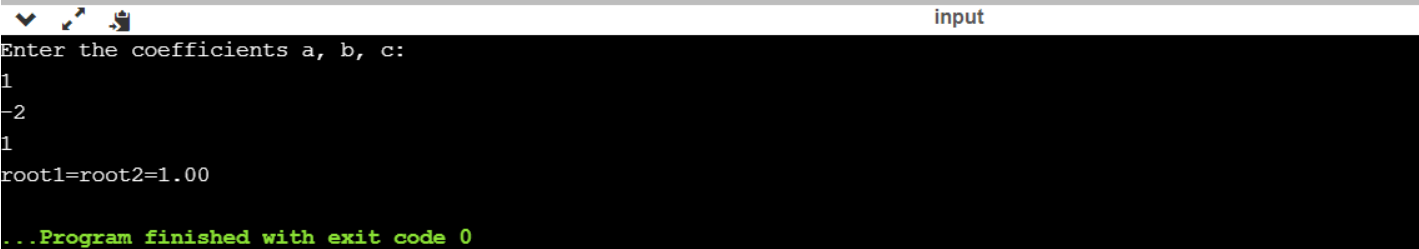 input
Enter the coefficients a, b, c:
1
-2
1
root1=root2=1.00
...Program finished with exit code 0